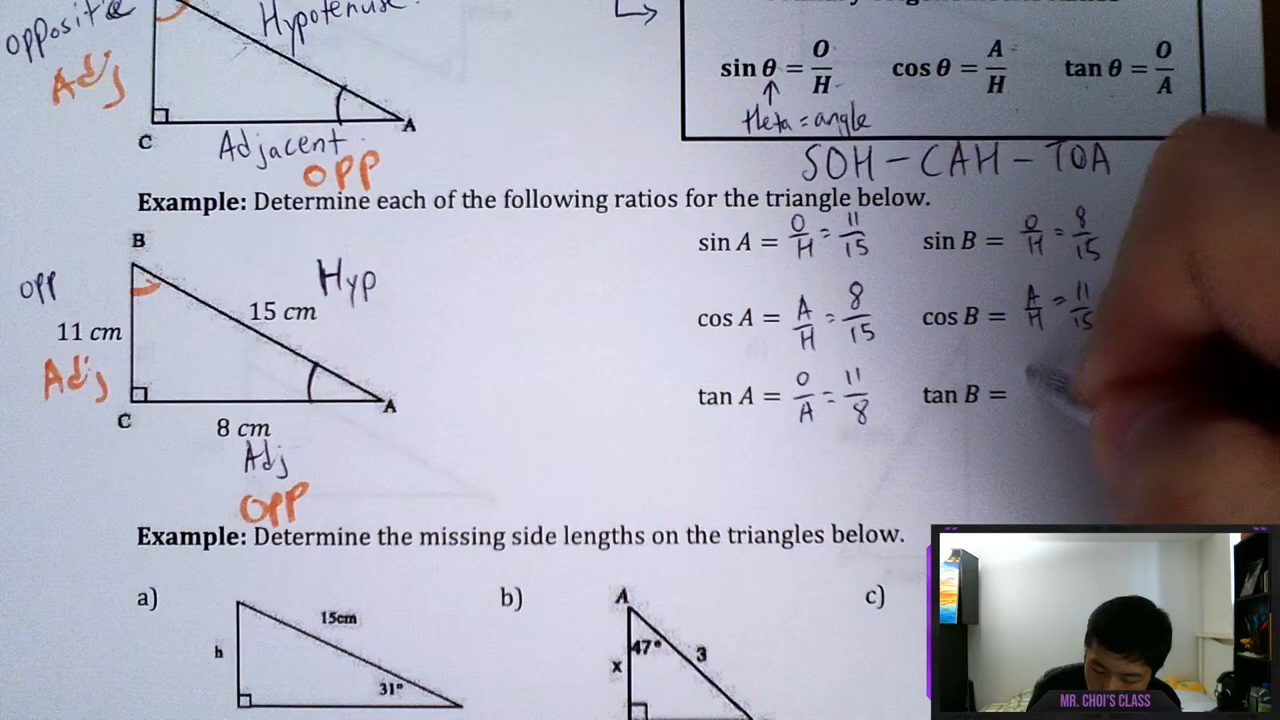 Opposite
Hypotenuse
Adj
C
A
Adjacent
OPP
sin θ = O/H
cos θ = A/H
tan θ = O/A
theta = angle
SOH - CAH - TOA
Example: Determine each of the following ratios for the triangle below.
B
opp
Hyp
15 cm
11 cm
Adj
C
A
8 cm
Adj
OPP
sin A = O/H = 11/15
sin B = O/H = 8/15
cos A = A/H = 8/15
cos B = A/H = 11/15
tan A = O/A = 11/8
tan B =
Example: Determine the missing side lengths on the triangles below.
a)
15cm
h
31°
b)
A
47°
3
x
c)
MR. CHOI'S CLASS